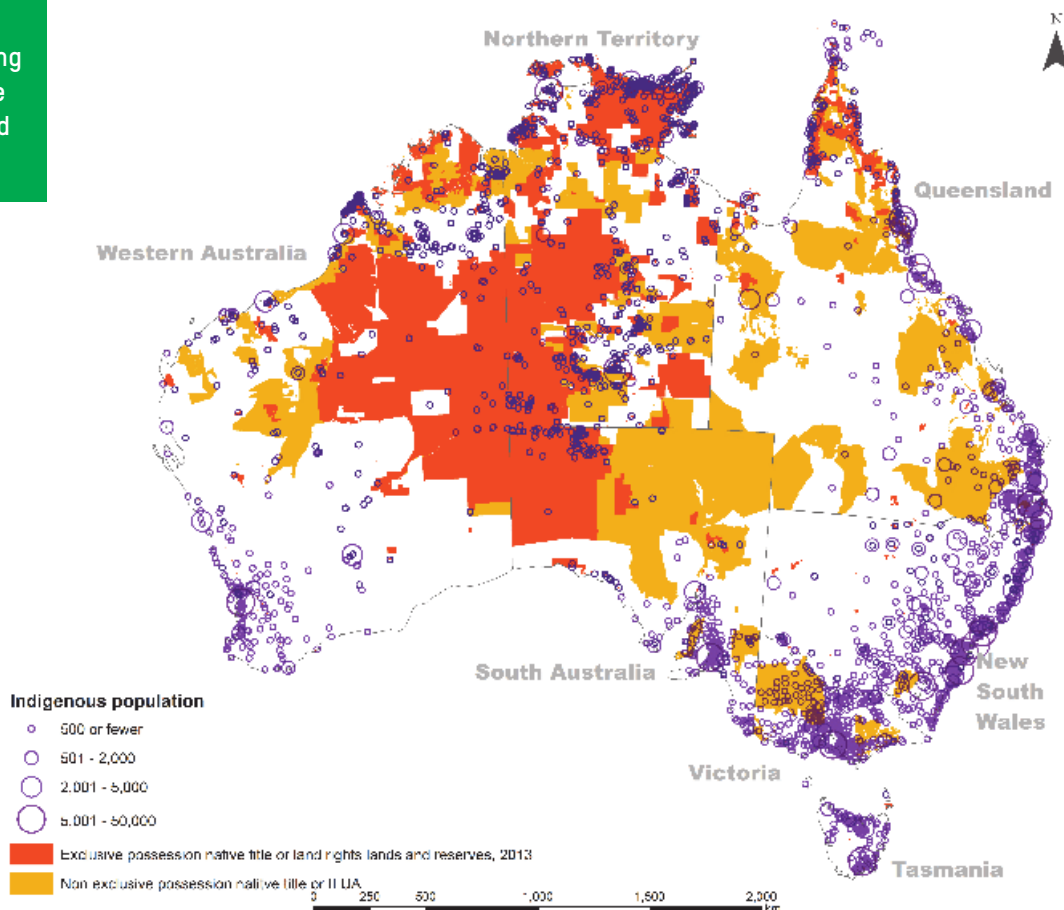 ing
e
d
N
Northern Territory
Queensland
Western Australia
South Australia
New
South
Wales
Victoria
Tasmania
Indigenous population
500 or fewer
501 - 2,000
2,001 - 5,000
5,001 - 50,000
Exclusive possession native title or land rights lands and reserves, 2013
Non exclusive possession native title or ILUA
0 250 500 1,000 1,500 2,000
km